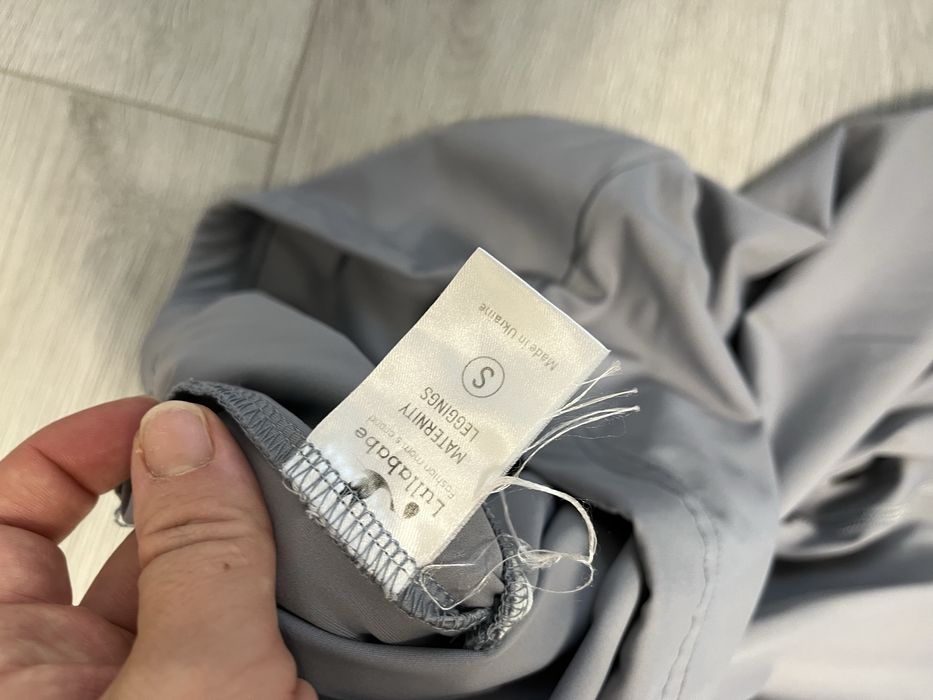 Lullababe
Fashion mom's brand
MATERNITY
LEGGINGS
S
Made in Ukraine